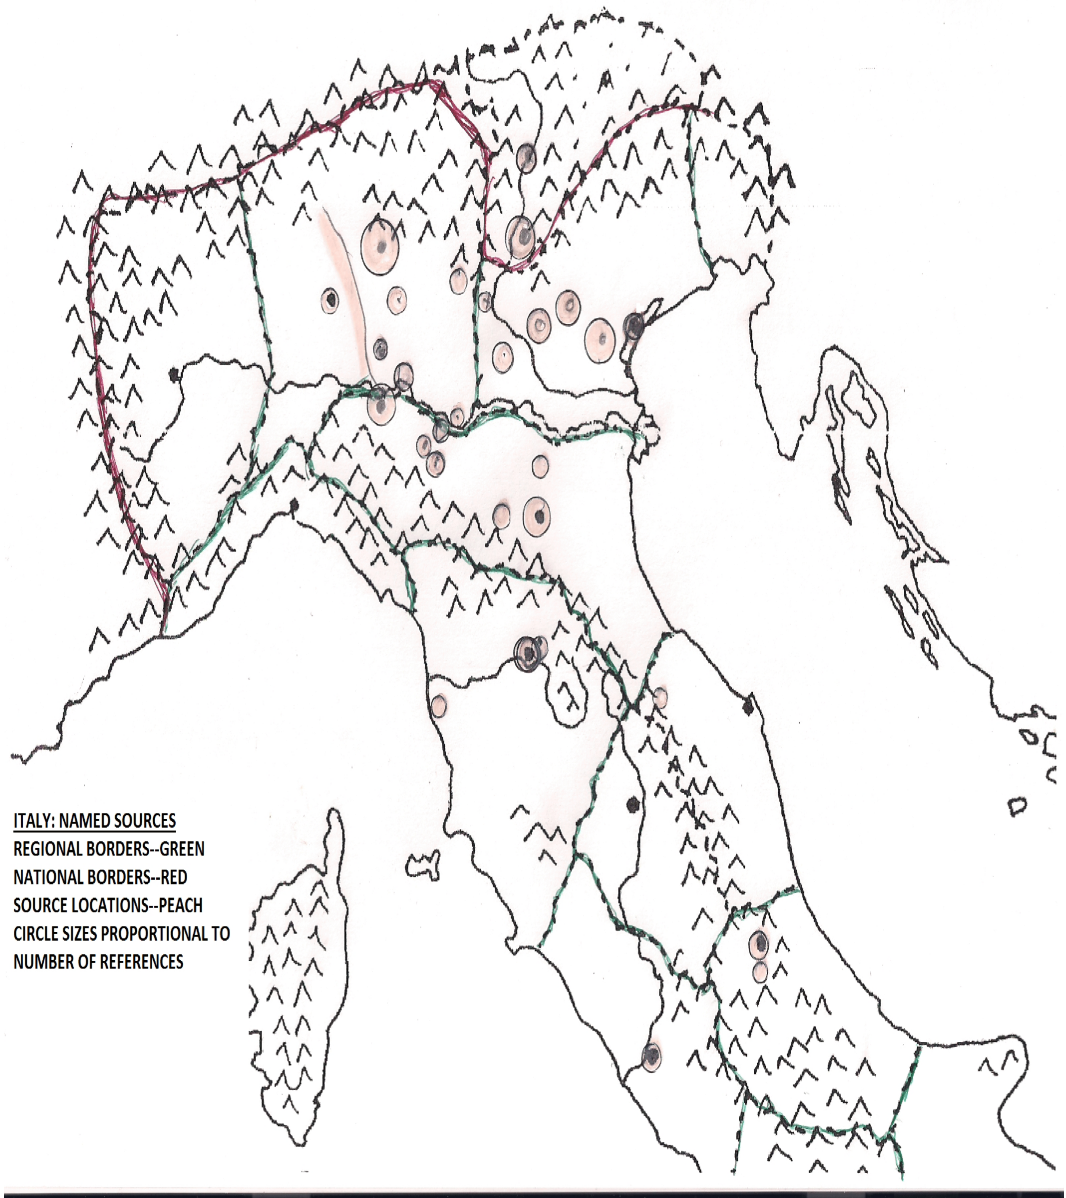 ITALY: NAMED SOURCES
REGIONAL BORDERS--GREEN
NATIONAL BORDERS--RED
SOURCE LOCATIONS--PEACH
CIRCLE SIZES PROPORTIONAL TO
NUMBER OF REFERENCES